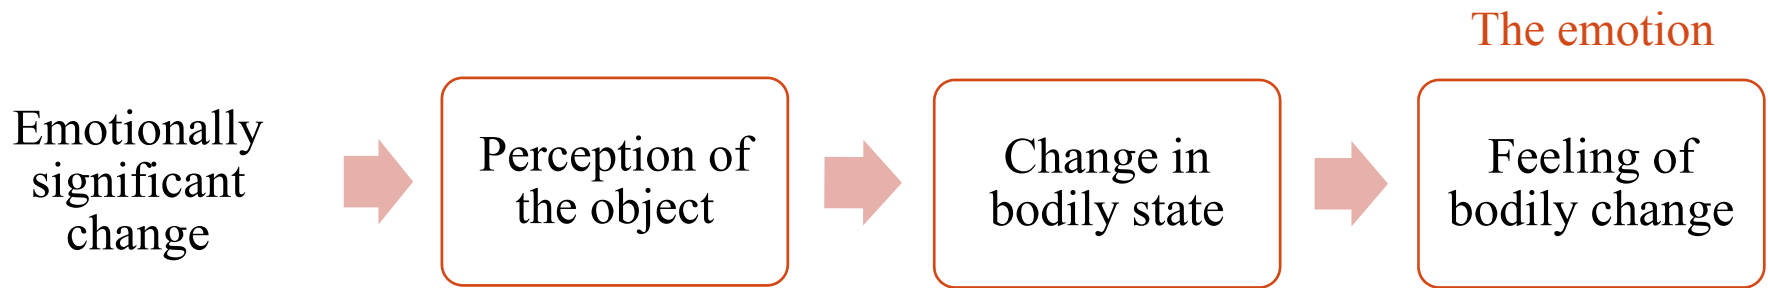 The emotion
Emotionally
significant
change
Perception of
the object
Change in
bodily state
Feeling of
bodily change